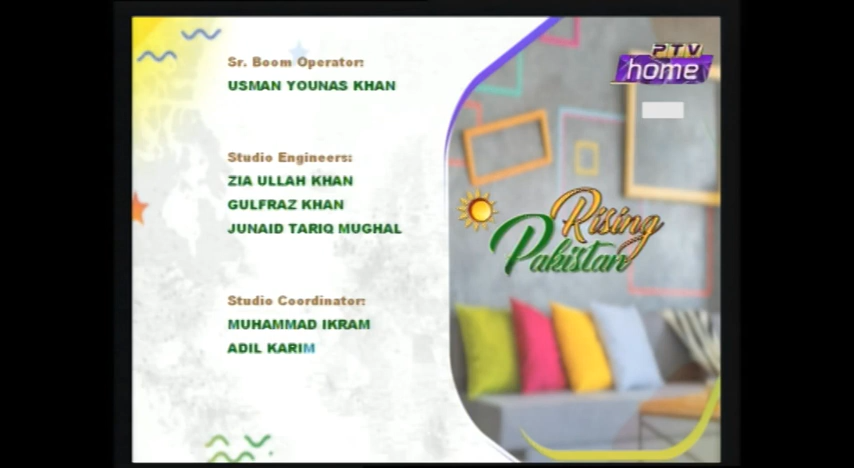 Sr. Boom Operator:
USMAN YOUNAS KHAN
Studio Engineers:
ZIA ULLAH KHAN
GULFRAZ KHAN
JUNAID TARIQ MUGHAL
Studio Coordinator:
MUHAMMAD IKRAM
ADIL KARIM
PTV
home
Rising
Pakistan